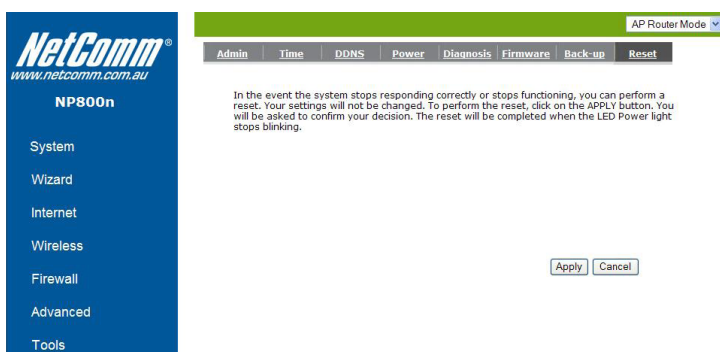 AP Router Mode
NetComm®
www.netcomm.com.au
Admin Time DDNS Power Diagnosis Firmware Back-up Reset
NP800n
In the event the system stops responding correctly or stops functioning, you can perform a
reset. Your settings will not be changed. To perform the reset, click on the APPLY button. You
will be asked to confirm your decision. The reset will be completed when the LED Power light
stops blinking.
System
Wizard
Internet
Wireless
Firewall
Advanced
Tools
Apply Cancel